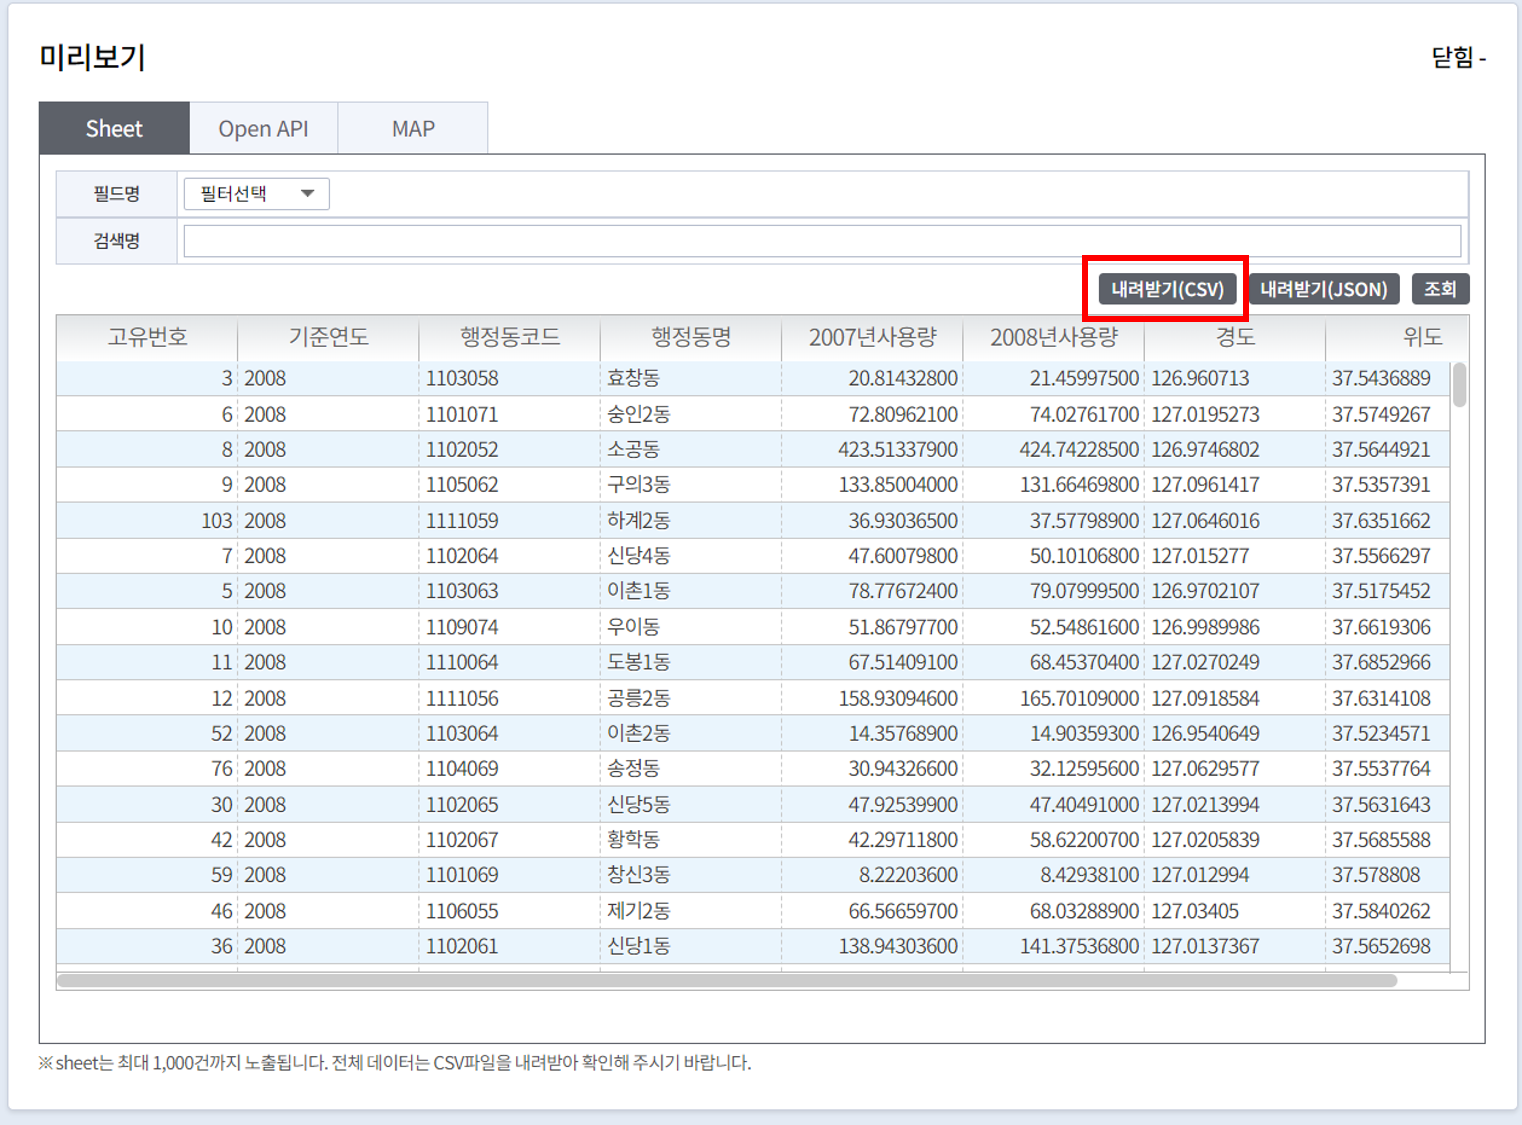 미리보기
닫힘 -
Sheet Open API MAP
필드명 필터선택
검색명
내려받기(CSV) 내려받기(JSON) 조회
고유번호 기준연도 행정동코드 행정동명 2007년사용량 2008년사용량 경도 위도
3 2008 1103058 효창동 20.81432800 21.45997500 126.960713 37.5436889
6 2008 1101071 숭인2동 72.80962100 74.02761700 127.0195273 37.5749267
8 2008 1102052 소공동 423.51337900 424.74228500 126.9746802 37.5644921
9 2008 1105062 구의3동 133.85004000 131.66469800 127.0961417 37.5357391
103 2008 1111059 하계2동 36.93036500 37.57798900 127.0646016 37.6351662
7 2008 1102064 신당4동 47.60079800 50.10106800 127.015277 37.5566297
5 2008 1103063 이촌1동 78.77672400 79.07999500 126.9702107 37.5175452
10 2008 1109074 우이동 51.86797700 52.54861600 126.9989986 37.6619306
11 2008 1110064 도봉1동 67.51409100 68.45370400 127.0270249 37.6852966
12 2008 1111056 공릉2동 158.93094600 165.70109000 127.0918584 37.6314108
52 2008 1103064 이촌2동 14.35768900 14.90359300 126.9540649 37.5234571
76 2008 1104069 송정동 30.94326600 32.12595600 127.0629577 37.5537764
30 2008 1102065 신당5동 47.92539900 47.40491000 127.0213994 37.5631643
42 2008 1102067 황학동 42.29711800 58.62200700 127.0205839 37.5685588
59 2008 1101069 창신3동 8.22203600 8.42938100 127.012994 37.578808
46 2008 1106055 제기2동 66.56659700 68.03288900 127.03405 37.5840262
36 2008 1102061 신당1동 138.94303600 141.37536800 127.0137367 37.5652698
※ sheet는 최대 1,000건까지 노출됩니다. 전체 데이터는 CSV파일을 내려받아 확인해 주시기 바랍니다.